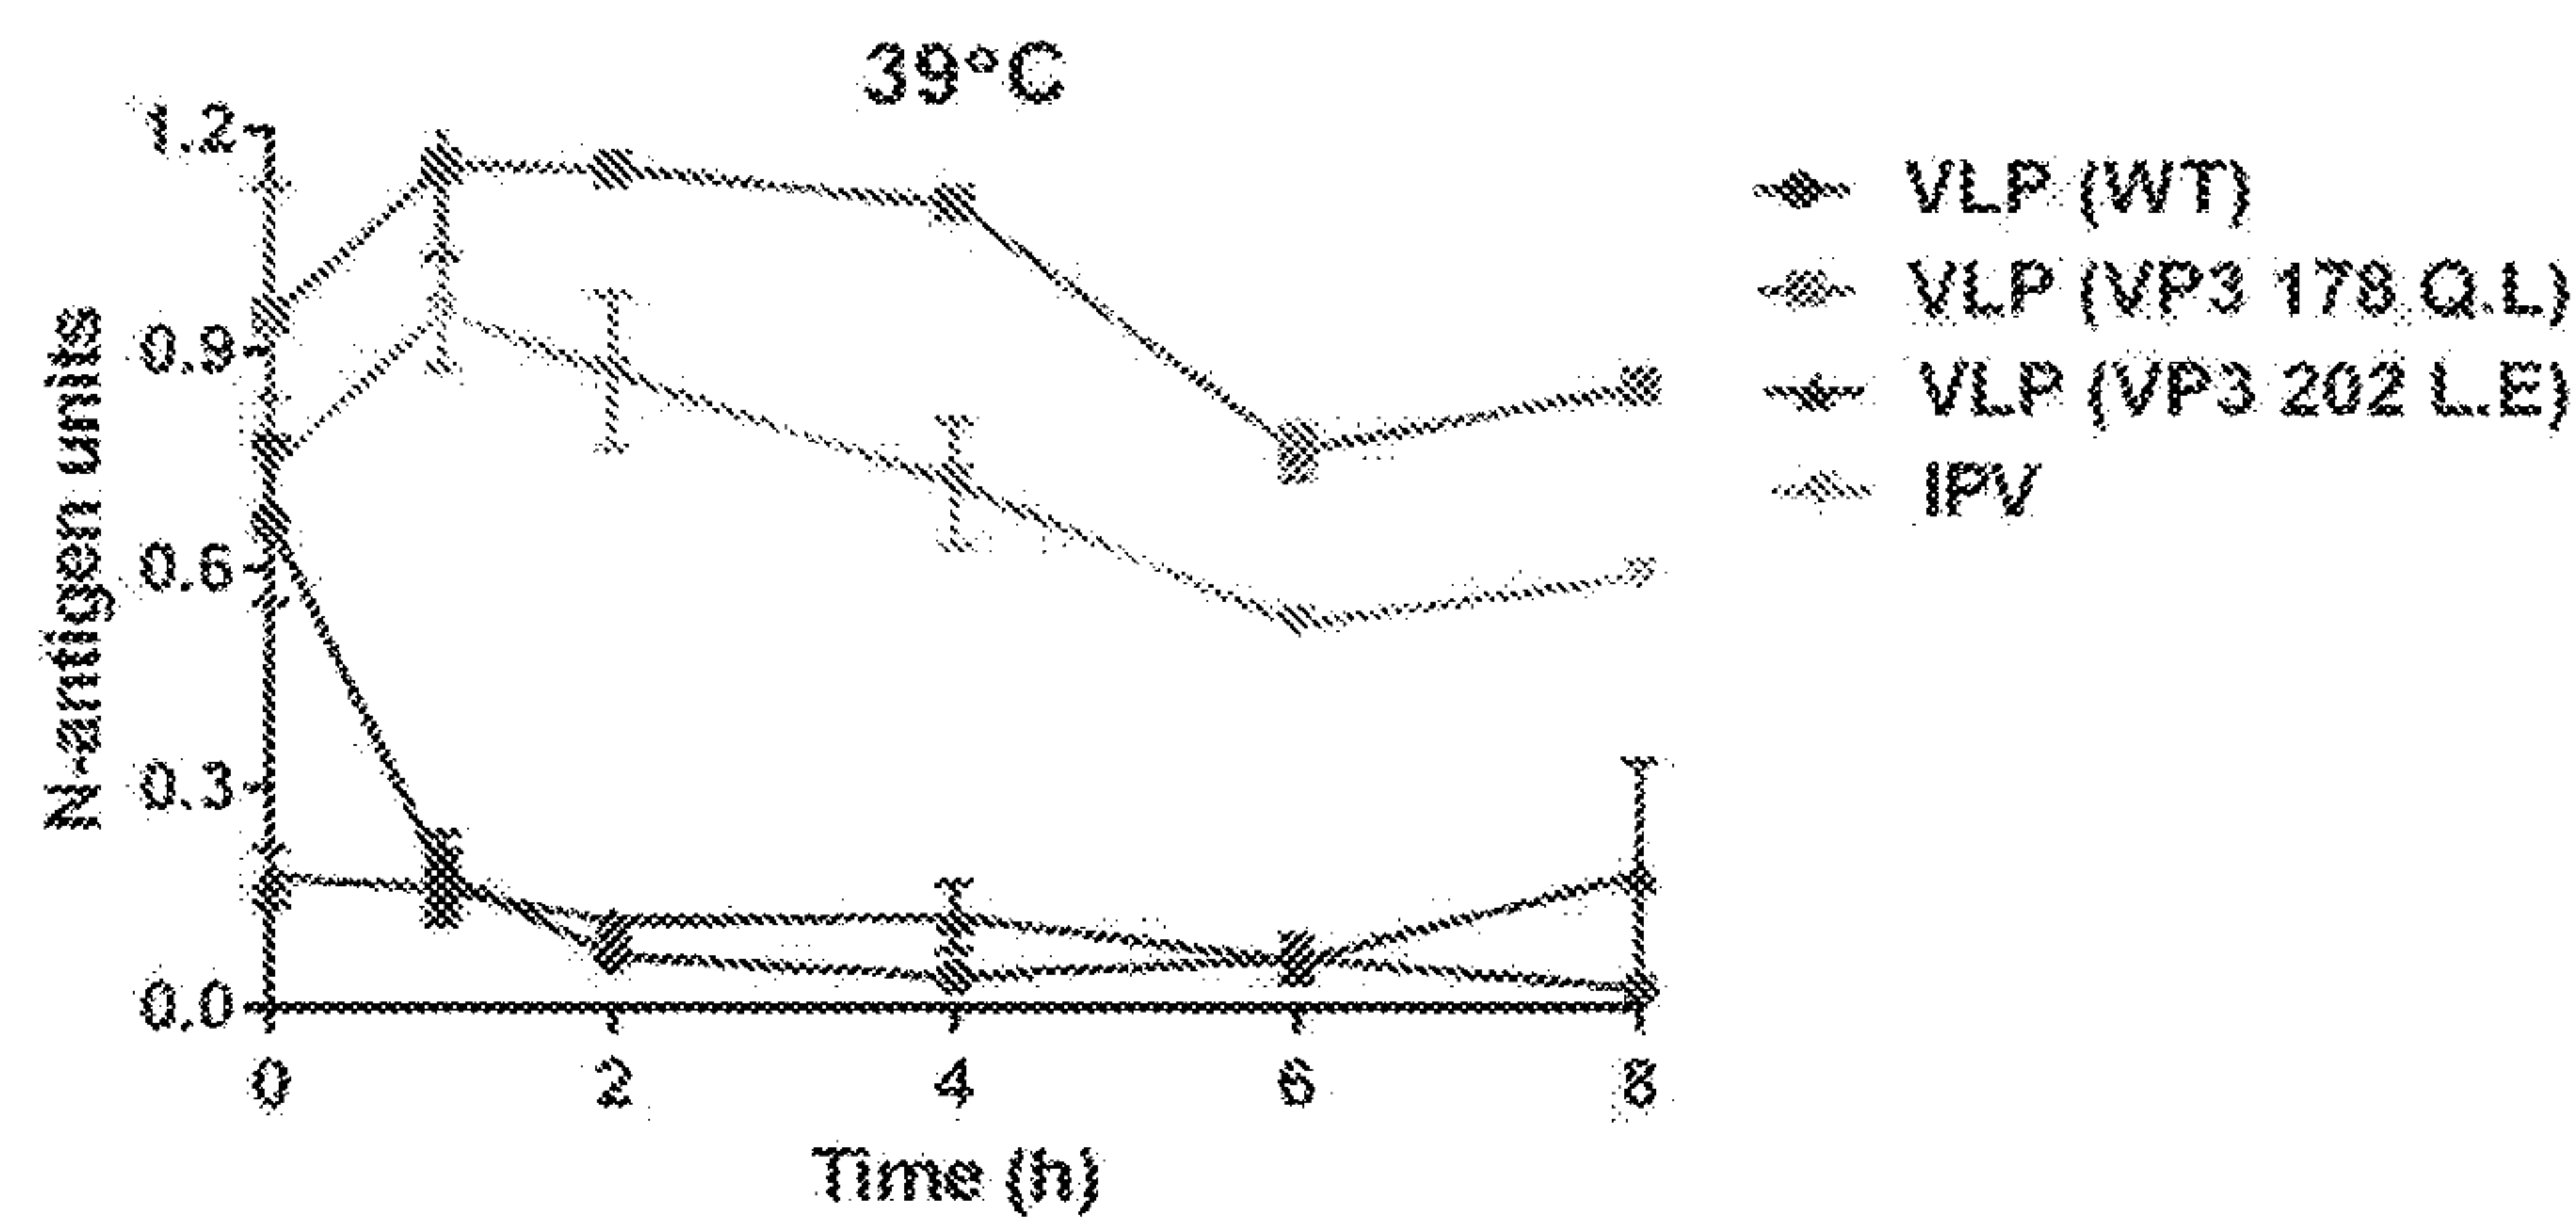 39°C
1.2
0.9
0.6
0.3
0.0
N-antigen units
0 2 4 6 8
Time (h)
VLP (WT)
VLP (VP3 178 Q.L)
VLP (VP3 202 L.E)
IPV